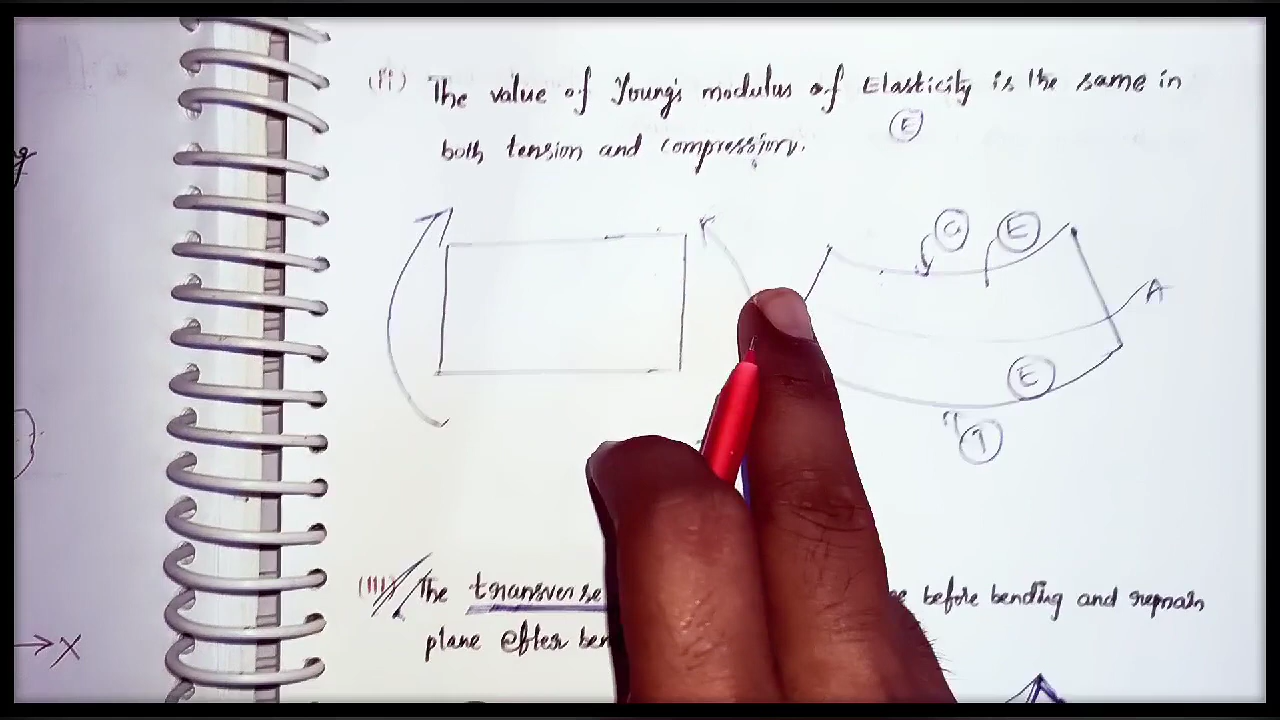 (ii) The value of Young's modulus of Elasticity is the same in
E
both tension and compression.
C E
A
E
T
(III) The transverse before bending and remain
plane efter
X